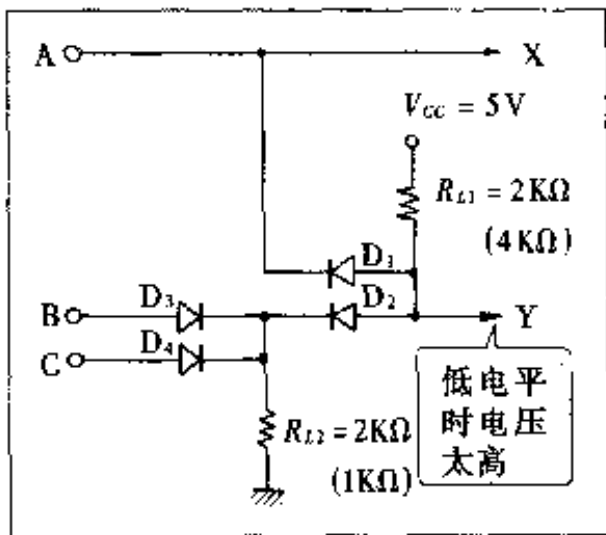 A
X
V_CC = 5V
R_L1 = 2KΩ
(4KΩ)
D₁
D₃
D₂
B
Y
D₄
C
低电平
时电压
太高
R_L2 = 2KΩ
(1KΩ)